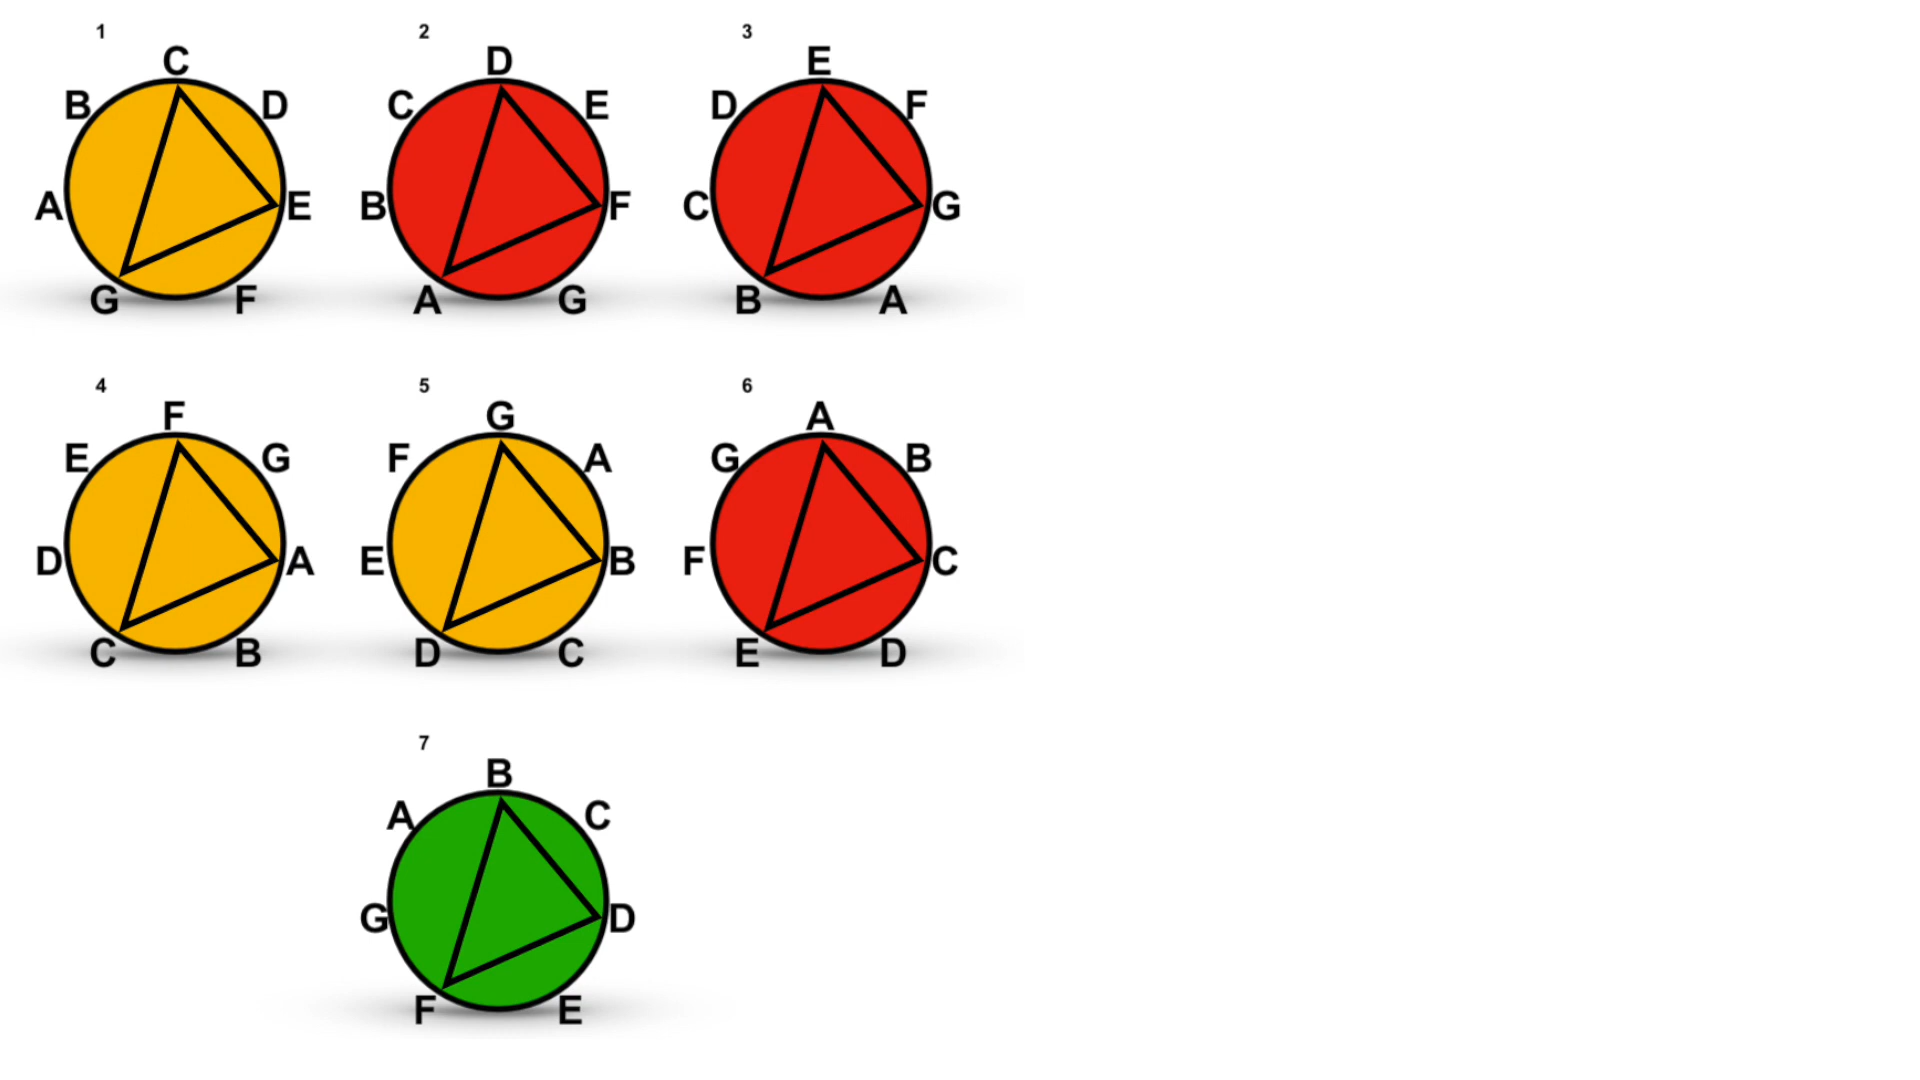 1 2 3
C D E
B D C E D F
A E B F C G
G F A G B A
4 5 6
F G A
E G F A G B
D A E B F C
C B D C E D
7
B
A C
G D
F E